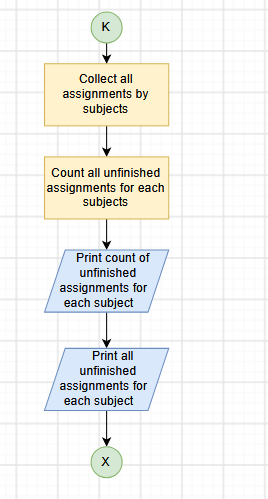 K
Collect all
assignments by
subjects
Count all unfinished
assignments for each
subjects
Print count of
unfinished
assignments for
each subject
Print all
unfinished
assignments for
each subject
X